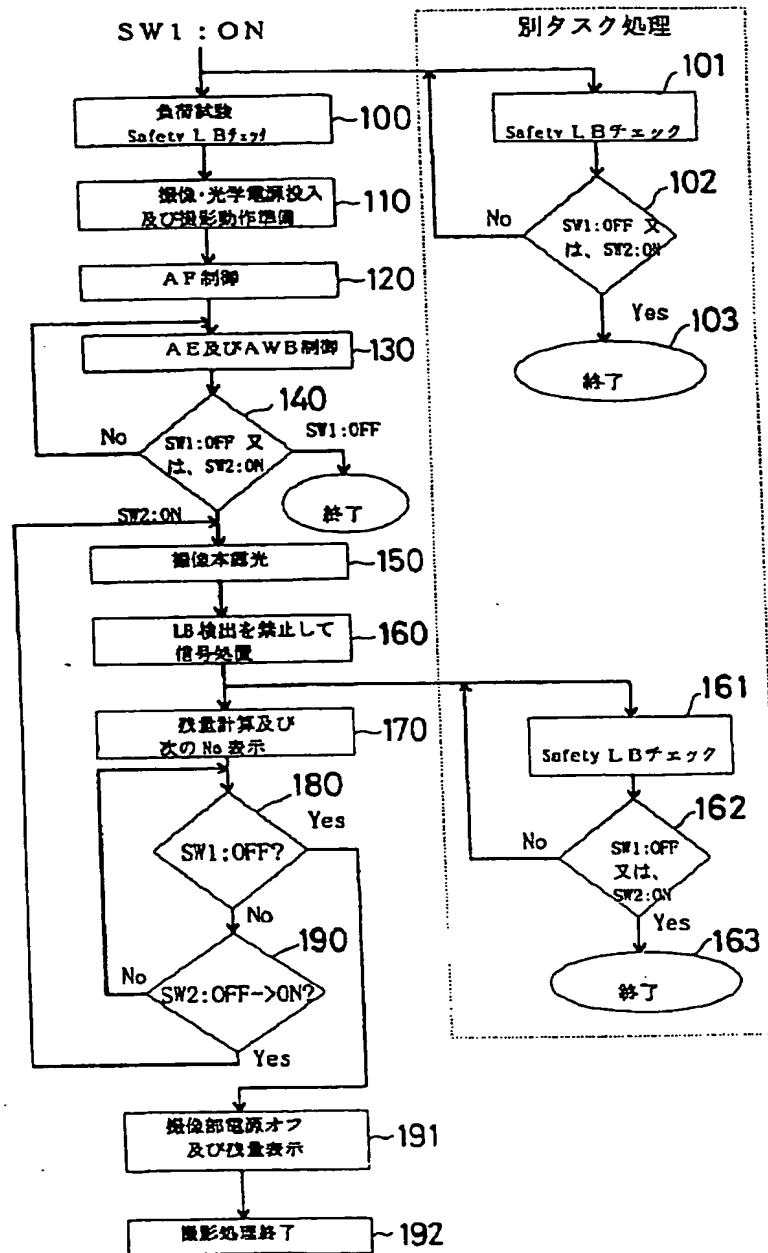 SW1:ON
別タスク処理
負荷試験
Safety LBチェック
100
101
Safety LBチェック
撮像・光学電源投入
及び撮影動作準備
110
102
No
SW1:OFF 又
は、SW2:ON
AF制御
120
Yes
103
終了
AE及びAWB制御
130
140
No
SW1:OFF 又
は、SW2:ON
SW1:OFF
終了
SW2:ON
撮像本露光
150
LB検出を禁止して
信号処置
160
161
残量計算及び
次のNo表示
170
Safety LBチェック
180
Yes
162
SW1:OFF?
No
SW1:OFF
又は、
SW2:ON
No
Yes
190
163
No
SW2:OFF->ON?
終了
Yes
撮像部電源オフ
及び残量表示
191
撮影処理終了
192